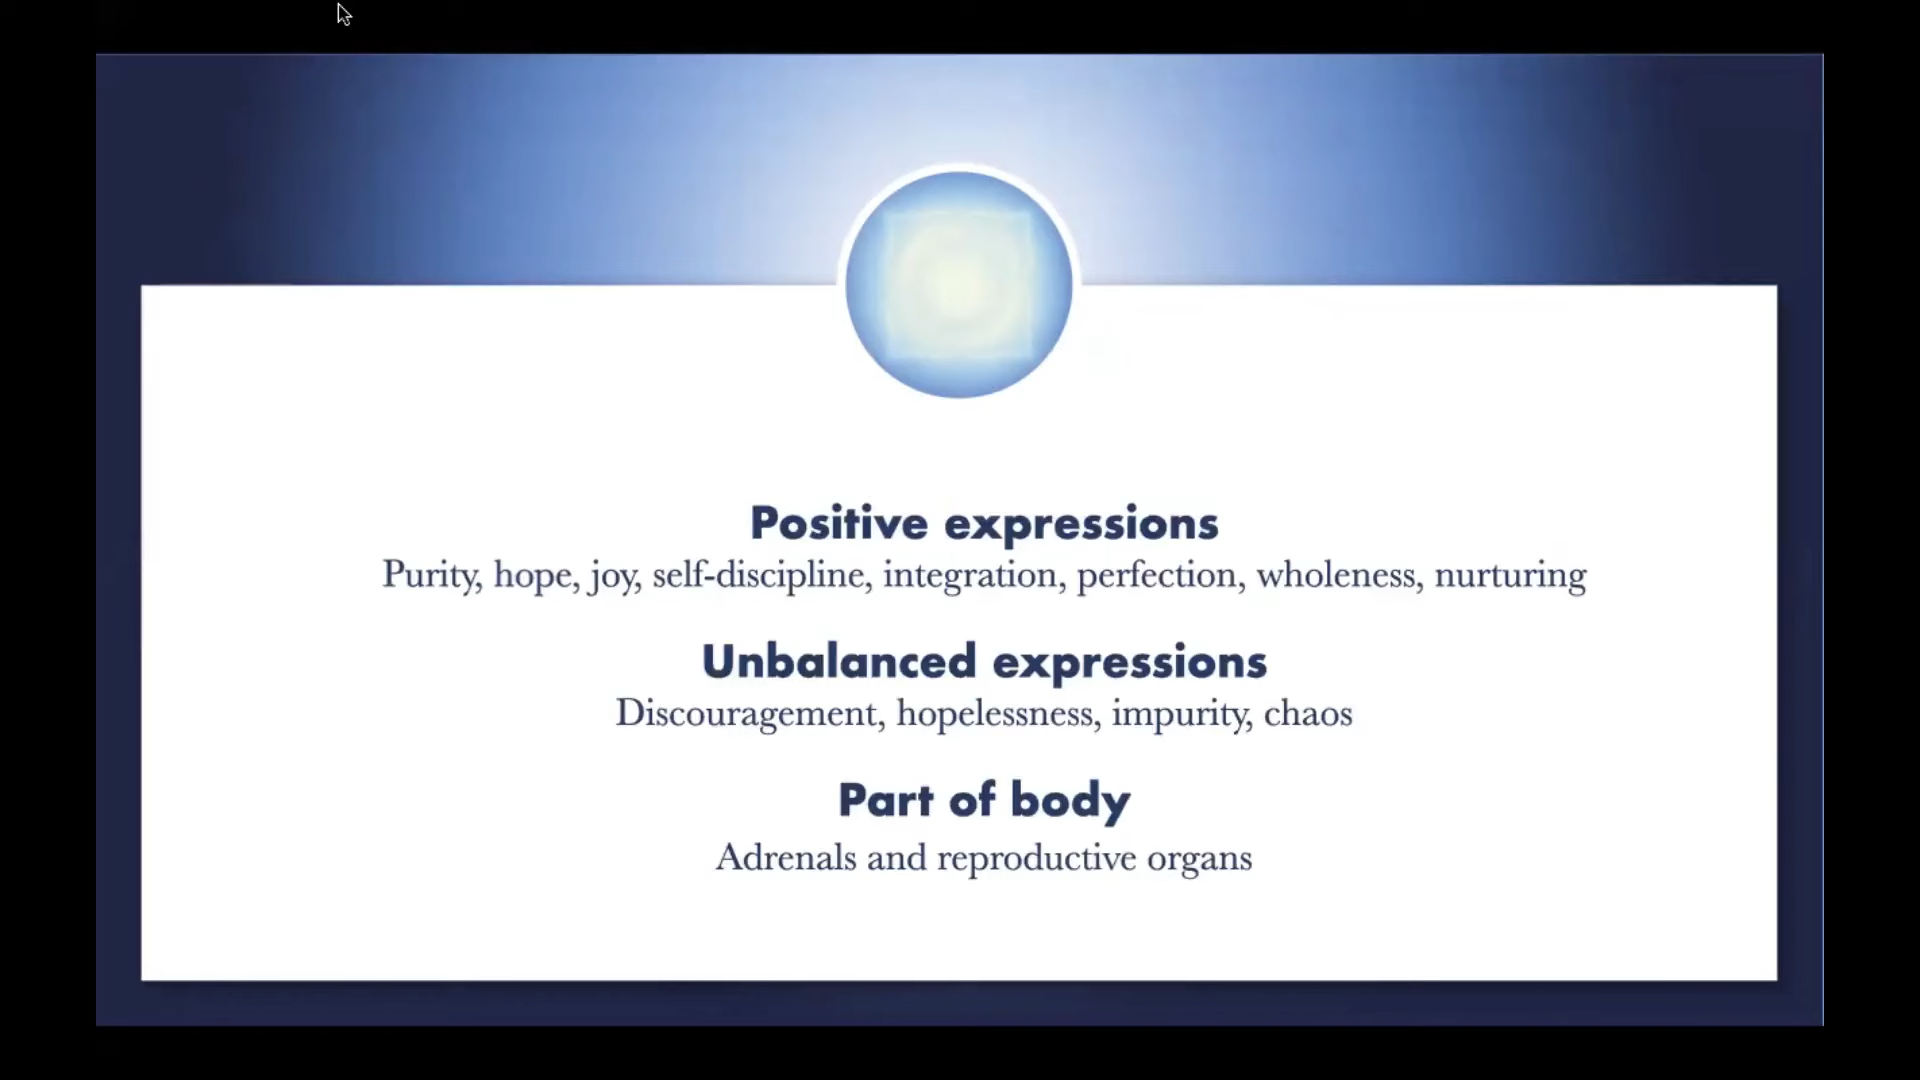 Positive expressions
Purity, hope, joy, self-discipline, integration, perfection, wholeness, nurturing
Unbalanced expressions
Discouragement, hopelessness, impurity, chaos
Part of body
Adrenals and reproductive organs